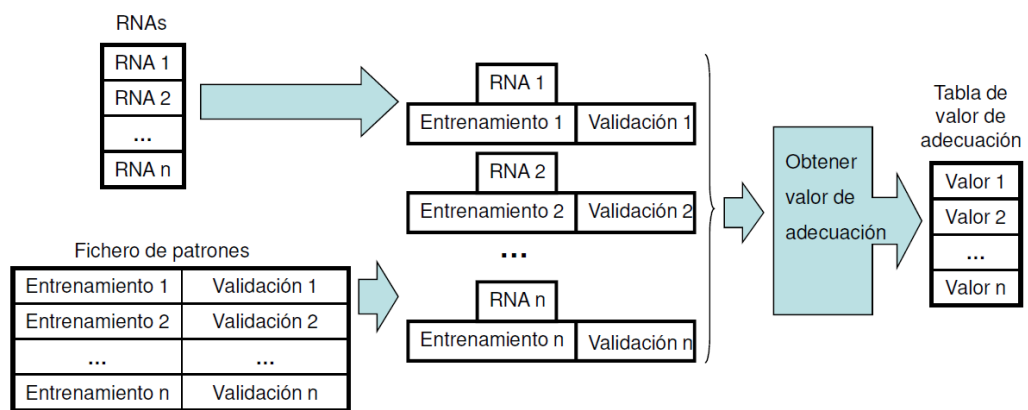 RNAs
RNA 1
RNA 2
...
RNA n
Fichero de patrones
Entrenamiento 1 Validación 1
Entrenamiento 2 Validación 2
... ...
Entrenamiento n Validación n
RNA 1
Entrenamiento 1 Validación 1
RNA 2
Entrenamiento 2 Validación 2
...
RNA n
Entrenamiento n Validación n
Obtener
valor de
adecuación
Tabla de
valor de
adecuación
Valor 1
Valor 2
...
Valor n